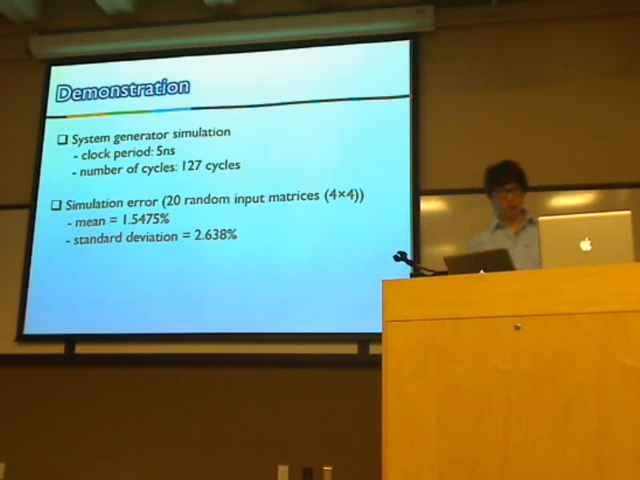 Demonstration
❑ System generator simulation
- clock period: 5ns
- number of cycles: 127 cycles
❑ Simulation error (20 random input matrices (4×4))
- mean = 1.5475%
- standard deviation = 2.638%